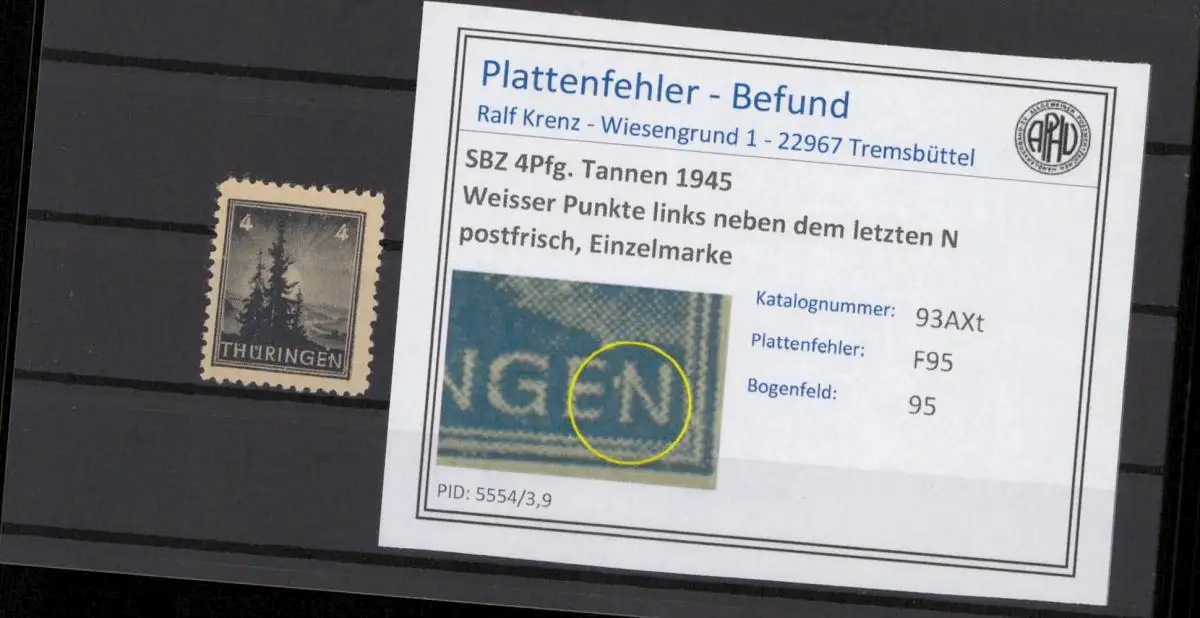 4 4
THÜRINGEN
Plattenfehler - Befund
Ralf Krenz - Wiesengrund 1 - 22967 Tremsbüttel
APHV
SBZ 4Pfg. Tannen 1945
Weisser Punkte links neben dem letzten N
postfrisch, Einzelmarke
NGEN
Katalognummer: 93AXt
Plattenfehler: F95
Bogenfeld: 95
PID: 5554/3,9